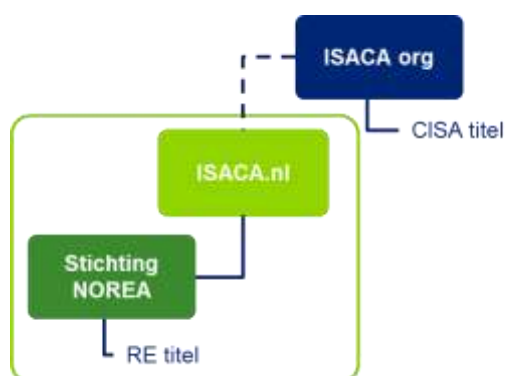 ISACA org
CISA titel
ISACA.nl
Stichting
NOREA
RE titel